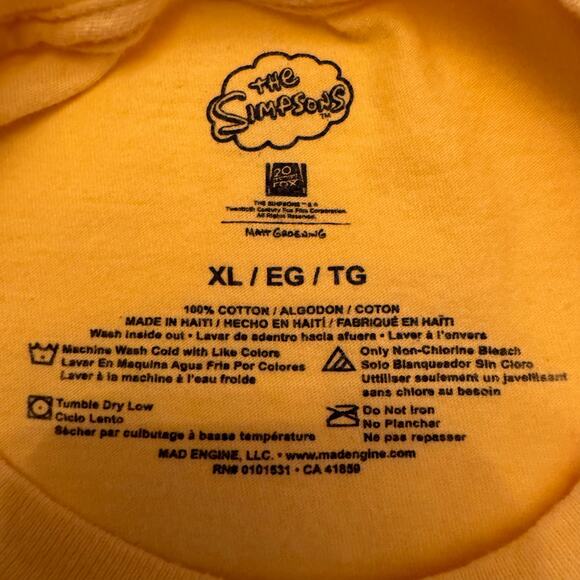 THE
SIMPSONS™
20
FOX
THE SIMPSONS ™ & ©
Twentieth Century Fox Film Corporation.
All Rights Reserved.
MATT GROENING
XL / EG / TG
100% COTTON / ALGODON / COTON
MADE IN HAITI / HECHO EN HAITÍ / FABRIQUÉ EN HAÏTI
Wash inside out • Lavar de adentro hacia afuera • Laver à l'envers
Machine Wash Cold with Like Colors
Lavar En Maquina Agua Fria Por Colores
Laver à la machine à l'eau froide
Only Non-Chlorine Bleach
Solo Blanqueador Sin Cloro
Utiliser seulement un javellisant
sans chlore au besoin
Tumble Dry Low
Ciclo Lento
Sécher par culbutage à basse température
Do Not Iron
No Planchar
Ne pas repasser
MAD ENGINE, LLC. • www.madengine.com
RN# 0101531 • CA 41859